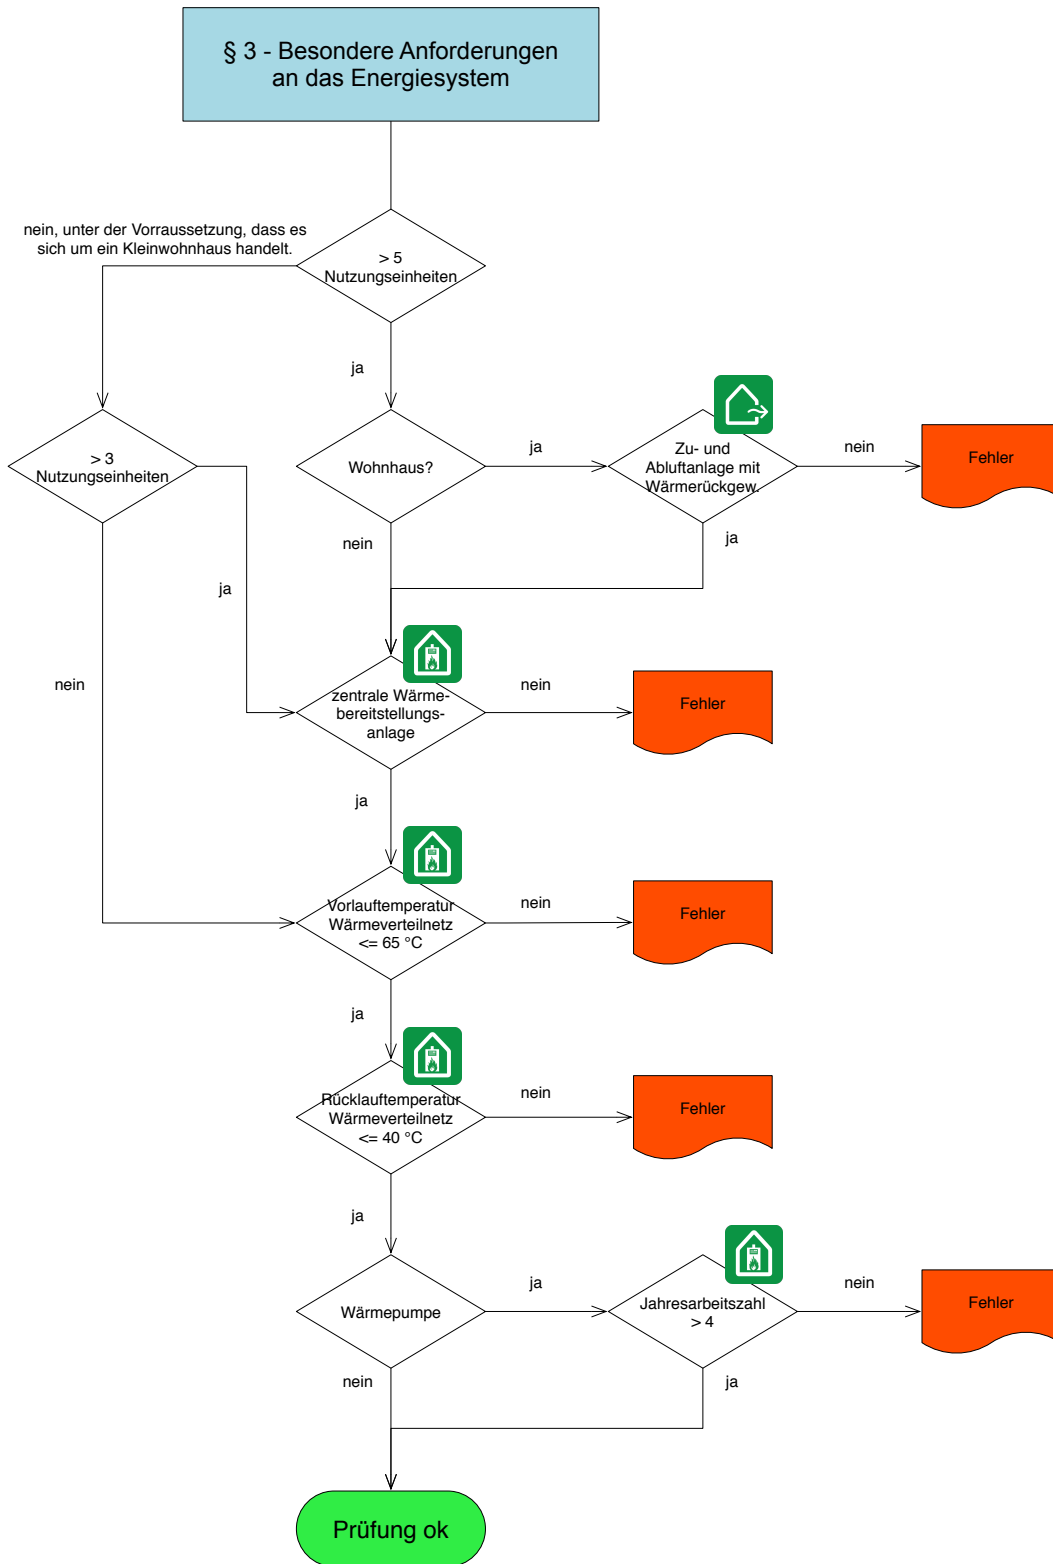 § 3 - Besondere Anforderungen
an das Energiesystem
nein, unter der Vorraussetzung, dass es
sich um ein Kleinwohnhaus handelt.
> 5
Nutzungseinheiten
ja
> 3
Nutzungseinheiten
Wohnhaus?
ja
Zu- und
Abluftanlage mit
Wärmerückgew.
nein
Fehler
nein
ja
ja
nein
zentrale Wärme-
bereitstellungs-
anlage
nein
Fehler
ja
Vorlauftemperatur
Wärmeverteilnetz
<= 65 °C
nein
Fehler
ja
Rücklauftemperatur
Wärmeverteilnetz
<= 40 °C
nein
Fehler
ja
Wärmepumpe
ja
Jahresarbeitszahl
> 4
nein
Fehler
nein
ja
Prüfung ok